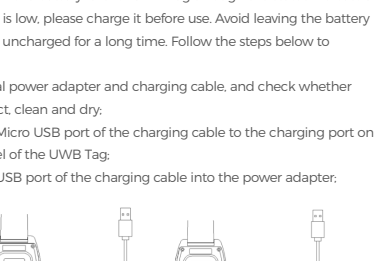 is low, please charge it before use. Avoid leaving the battery
uncharged for a long time. Follow the steps below to
power adapter and charging cable, and check whether
clean and dry;
Micro USB port of the charging cable to the charging port on
of the UWB Tag;
USB port of the charging cable into the power adapter;